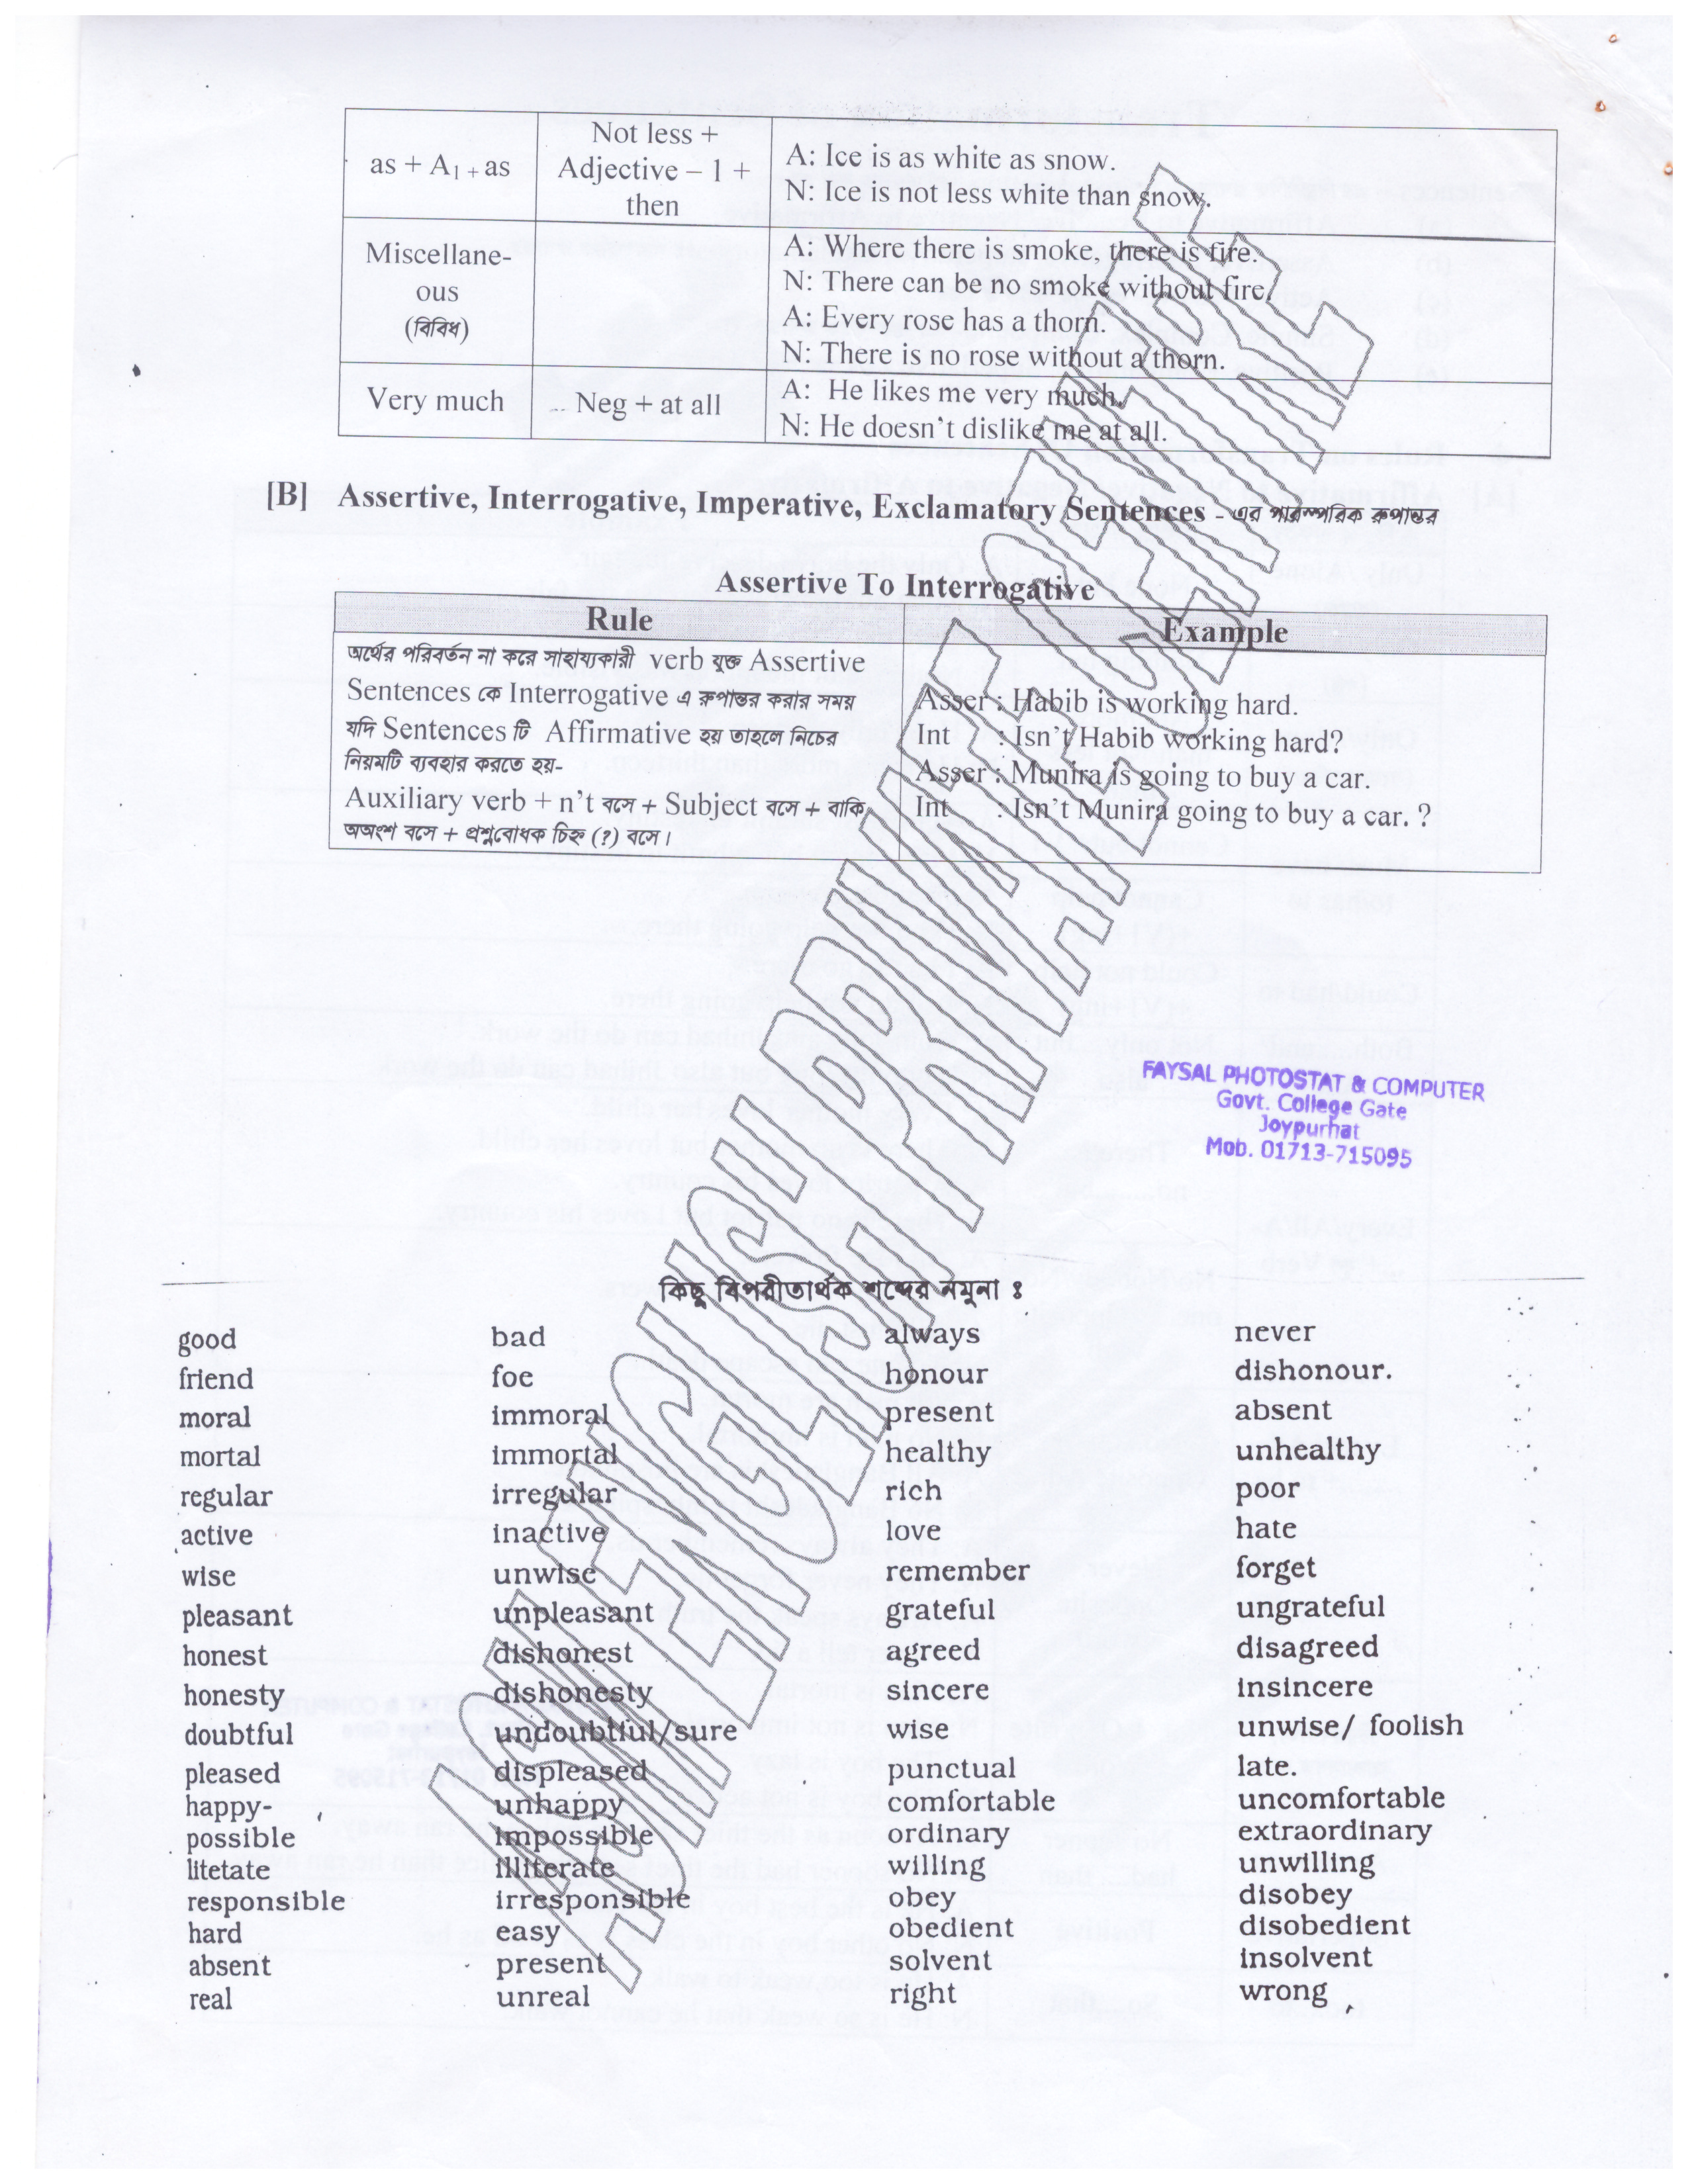 as + A1 + as
Not less +
Adjective – 1 +
then
A: Ice is as white as snow.
N: Ice is not less white than snow.
Miscellane-
ous
(বিবিধ)
A: Where there is smoke, there is fire.
N: There can be no smoke without fire.
A: Every rose has a thorn.
N: There is no rose without a thorn.
Very much
Neg + at all
A: He likes me very much.
N: He doesn't dislike me at all.
[B] Assertive, Interrogative, Imperative, Exclamatory Sentences - এর পারস্পরিক রুপান্তর
Assertive To Interrogative
Rule
Example
অর্থের পরিবর্তন না করে সাহায্যকারী verb যুক্ত Assertive
Sentences কে Interrogative এ রুপান্তর করার সময়
যদি Sentences টি Affirmative হয় তাহলে নিচের
নিয়মটি ব্যবহার করতে হয়-
Auxiliary verb + n't বসে + Subject বসে + বাকি
অঅংশ বসে + প্রশ্নবোধক চিহ্ন (?) বসে।
Asser : Habib is working hard.
Int : Isn't Habib working hard?
Asser : Munira is going to buy a car.
Int : Isn't Munira going to buy a car. ?
FAYSAL PHOTOSTAT & COMPUTER
Govt. College Gate
Joypurhat
Mob. 01713-715095
কিছু বিপরীতার্থক শব্দের নমুনা ঃ
good bad always never
friend foe honour dishonour.
moral immoral present absent
mortal immortal healthy unhealthy
regular irregular rich poor
active inactive love hate
wise unwise remember forget
pleasant unpleasant grateful ungrateful
honest dishonest agreed disagreed
honesty dishonesty sincere insincere
doubtful undoubtful/sure wise unwise/ foolish
pleased displeased punctual late.
happy- unhappy comfortable uncomfortable
possible impossible ordinary extraordinary
litetate illiterate willing unwilling
responsible irresponsible obey disobey
hard easy obedient disobedient
absent present solvent insolvent
real unreal right wrong